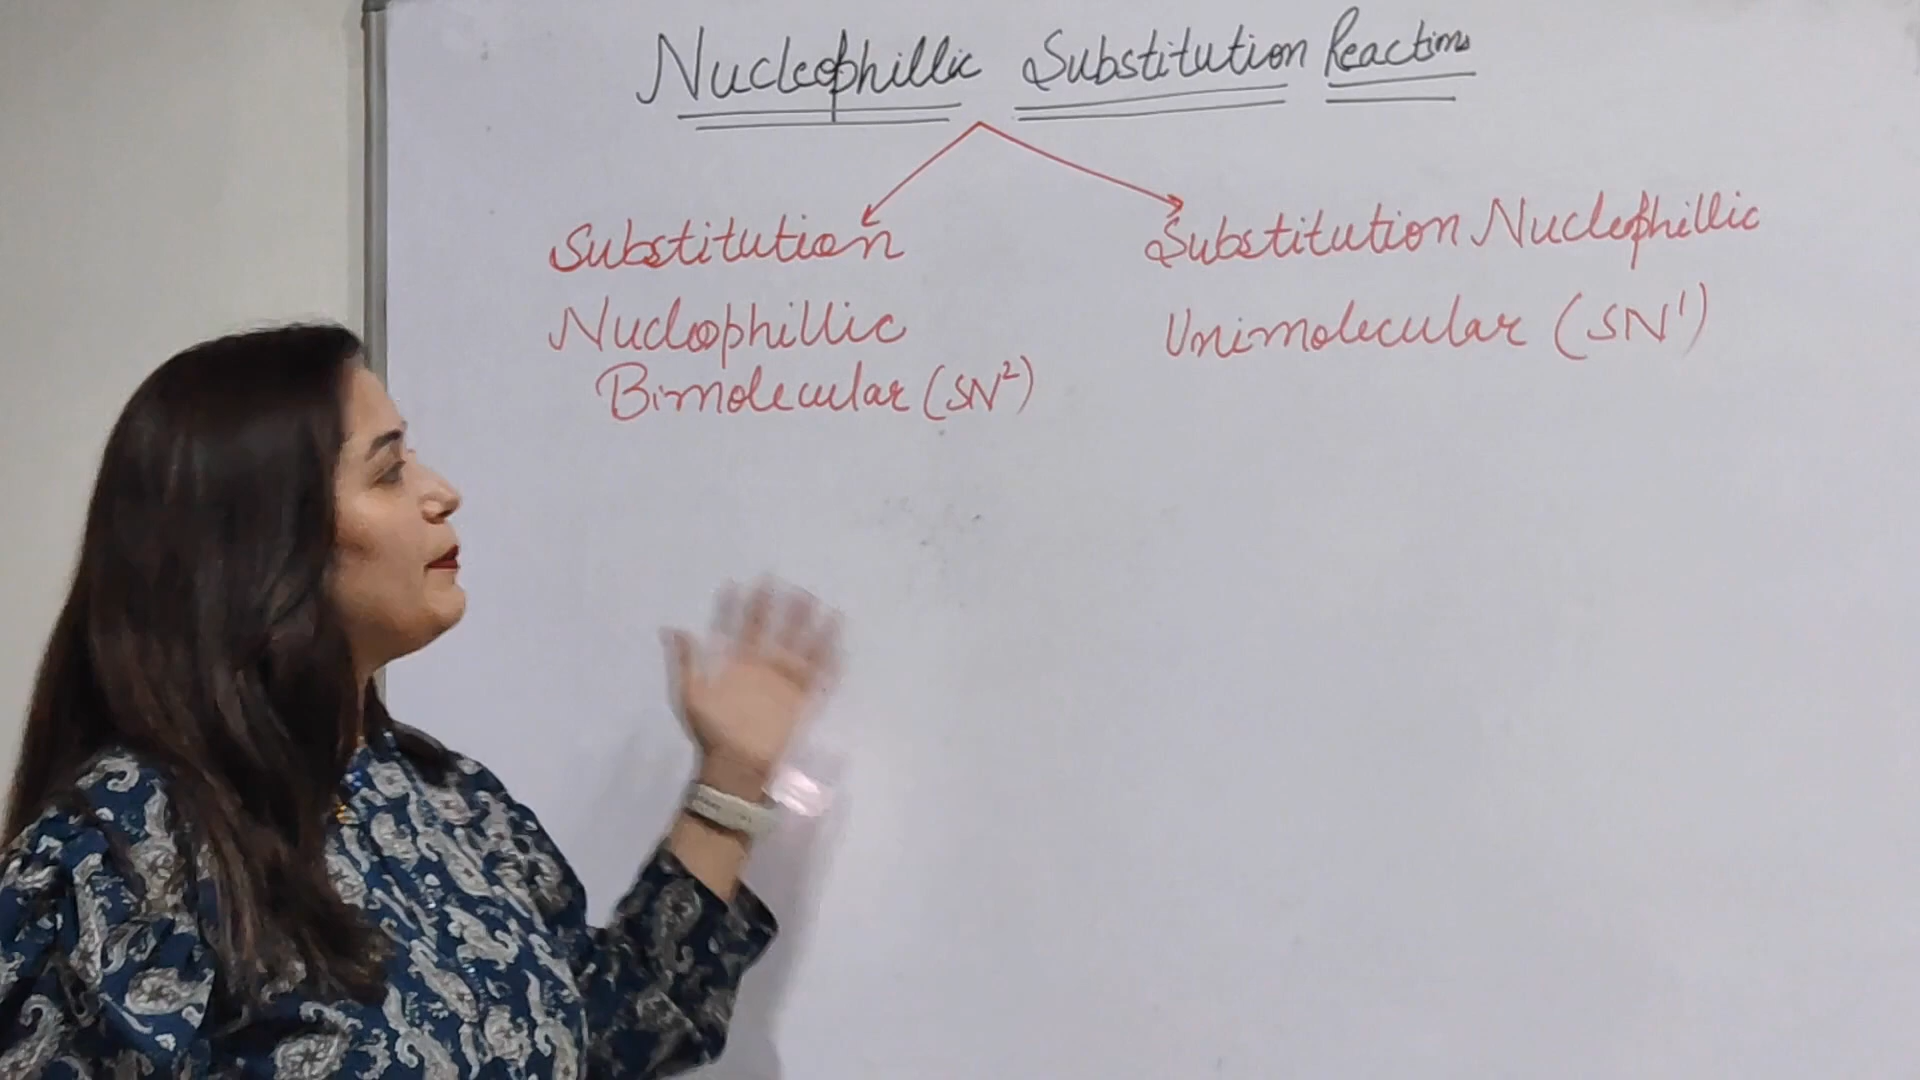 Nucleophillic Substitution Reactions
Substitution
Nucleophillic
Bimolecular (SN²)
Substitution Nucleophillic
Unimolecular (SN¹)